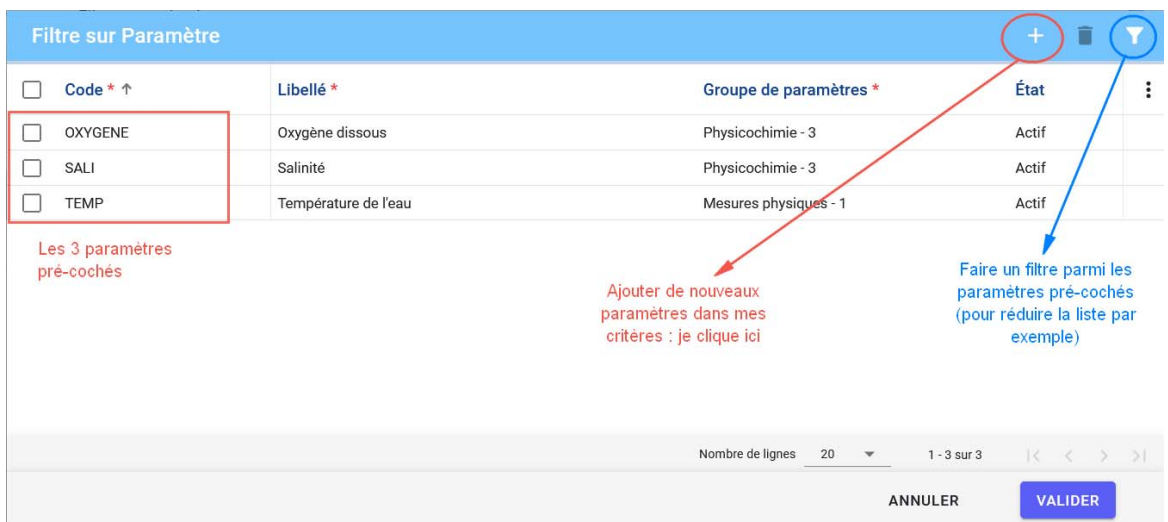 Filtre sur Paramètre
Code * ↑ Libellé * Groupe de paramètres * État
OXYGENE Oxygène dissous Physicochimie - 3 Actif
SALI Salinité Physicochimie - 3 Actif
TEMP Température de l'eau Mesures physiques - 1 Actif
Les 3 paramètres
pré-cochés
Ajouter de nouveaux
paramètres dans mes
critères : je clique ici
Faire un filtre parmi les
paramètres pré-cochés
(pour réduire la liste par
exemple)
Nombre de lignes 20 1 - 3 sur 3
ANNULER VALIDER